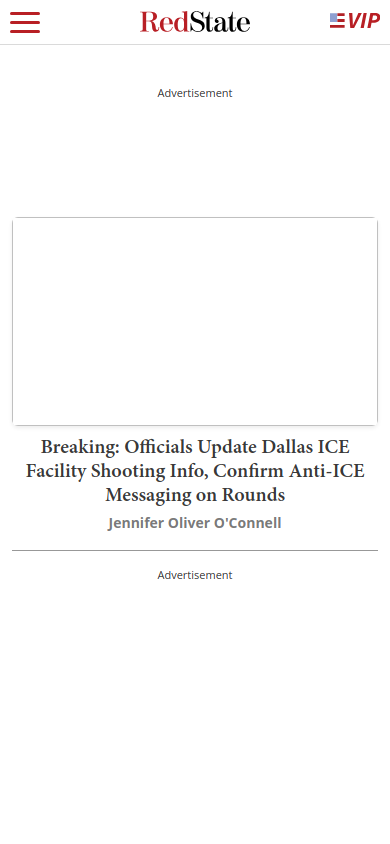 RedState
VIP
Advertisement
Breaking: Officials Update Dallas ICE
Facility Shooting Info, Confirm Anti-ICE
Messaging on Rounds
Jennifer Oliver O'Connell
Advertisement